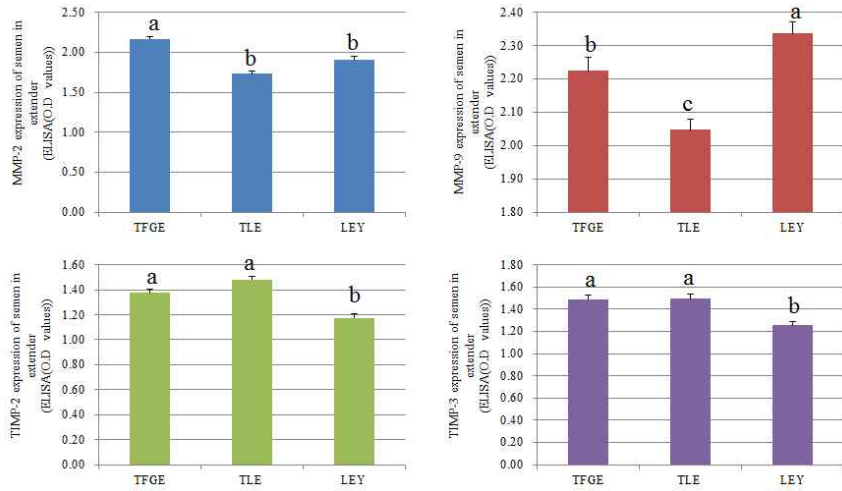 MMP-2 expression of semen in
extender
(ELISA(O.D values))
2.50
2.00
1.50
1.00
0.50
0.00
a
b
b
TFGE
TLE
LEY
MMP-9 expression of semen in
extender
(ELISA(O.D values))
2.40
2.30
2.20
2.10
2.00
1.90
1.80
b
c
a
TFGE
TLE
LEY
TIMP-2 expression of semen in
extender
(ELISA(O.D values))
1.60
1.40
1.20
1.00
0.80
0.60
0.40
0.20
0.00
a
a
b
TFGE
TLE
LEY
TIMP-3 expression of semen in
extender
(ELISA(O.D values))
1.80
1.60
1.40
1.20
1.00
0.80
0.60
0.40
0.20
0.00
a
a
b
TFGE
TLE
LEY